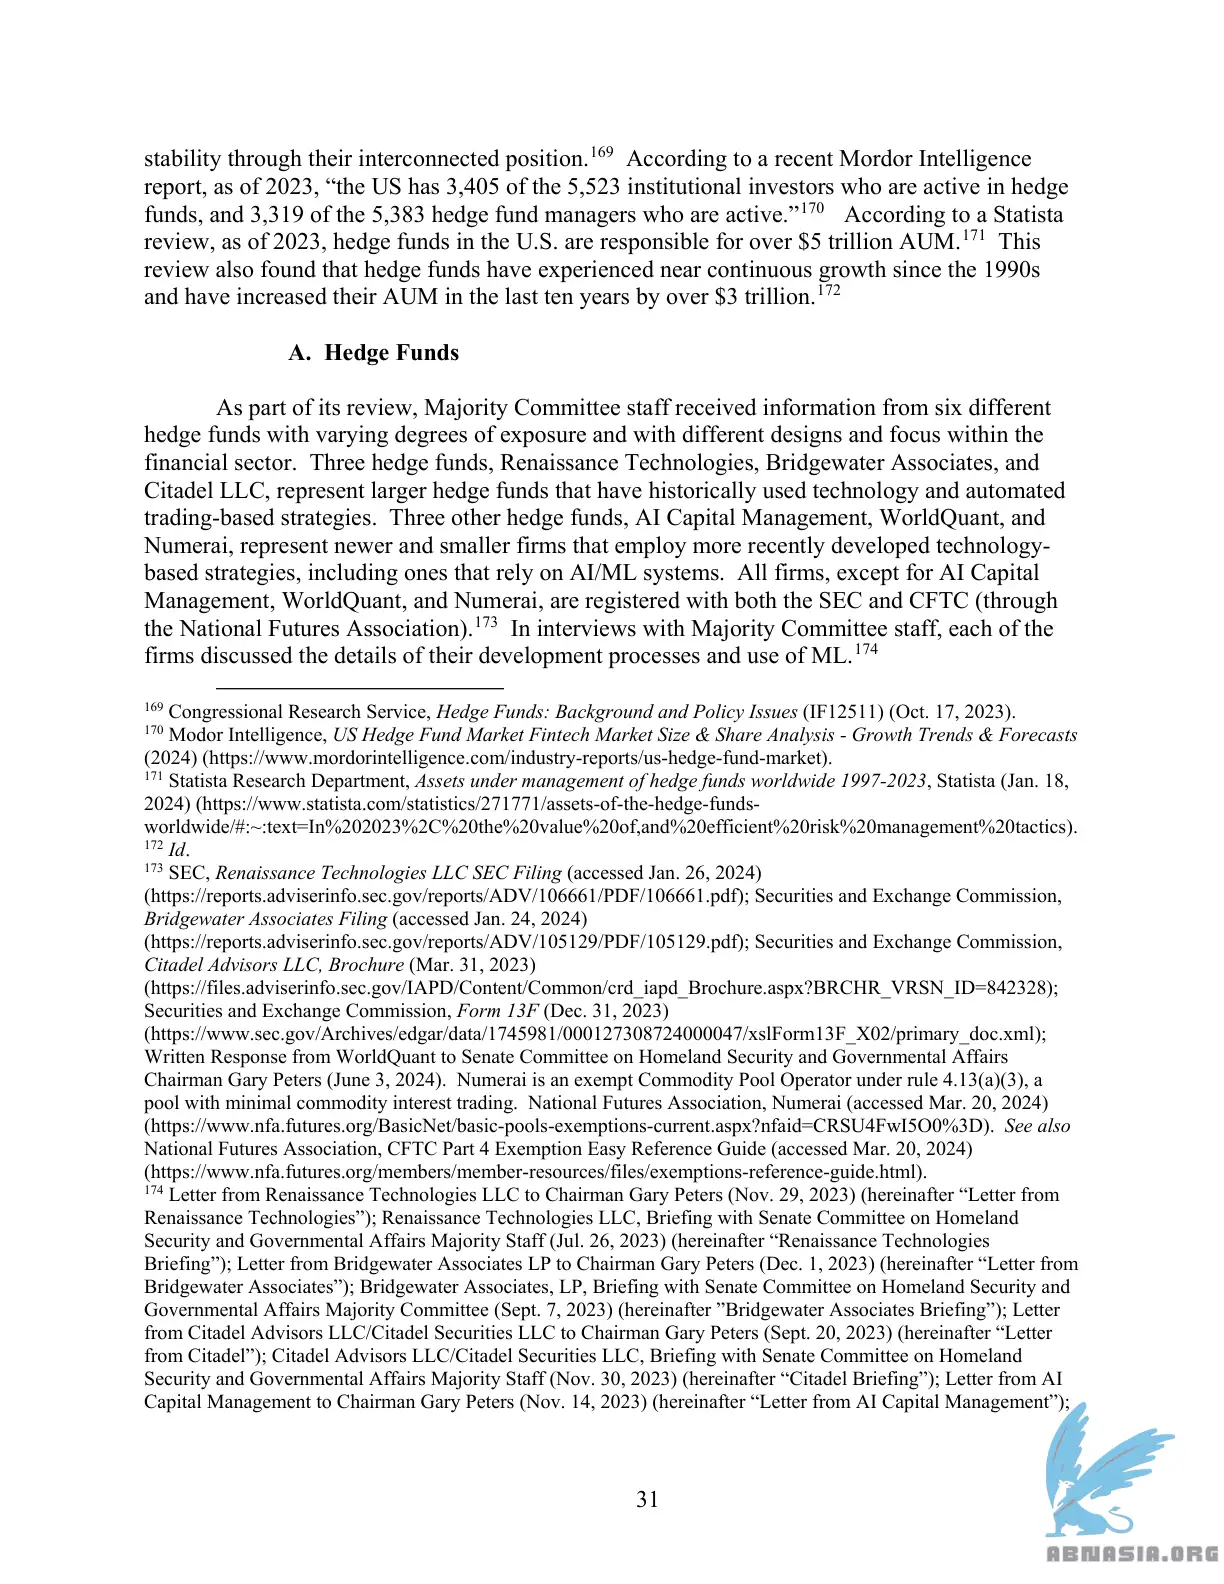 stability through their interconnected position.169  According to a recent Mordor Intelligence
report, as of 2023, “the US has 3,405 of the 5,523 institutional investors who are active in hedge
funds, and 3,319 of the 5,383 hedge fund managers who are active.”170   According to a Statista
review, as of 2023, hedge funds in the U.S. are responsible for over $5 trillion AUM.171  This
review also found that hedge funds have experienced near continuous growth since the 1990s
and have increased their AUM in the last ten years by over $3 trillion.172
A.  Hedge Funds
As part of its review, Majority Committee staff received information from six different
hedge funds with varying degrees of exposure and with different designs and focus within the
financial sector.  Three hedge funds, Renaissance Technologies, Bridgewater Associates, and
Citadel LLC, represent larger hedge funds that have historically used technology and automated
trading-based strategies.  Three other hedge funds, AI Capital Management, WorldQuant, and
Numerai, represent newer and smaller firms that employ more recently developed technology-
based strategies, including ones that rely on AI/ML systems.  All firms, except for AI Capital
Management, WorldQuant, and Numerai, are registered with both the SEC and CFTC (through
the National Futures Association).173  In interviews with Majority Committee staff, each of the
firms discussed the details of their development processes and use of ML.174
169 Congressional Research Service, Hedge Funds: Background and Policy Issues (IF12511) (Oct. 17, 2023).
170 Modor Intelligence, US Hedge Fund Market Fintech Market Size & Share Analysis - Growth Trends & Forecasts
(2024) (https://www.mordorintelligence.com/industry-reports/us-hedge-fund-market).
171 Statista Research Department, Assets under management of hedge funds worldwide 1997-2023, Statista (Jan. 18,
2024) (https://www.statista.com/statistics/271771/assets-of-the-hedge-funds-
worldwide/#:~:text=In%202023%2C%20the%20value%20of,and%20efficient%20risk%20management%20tactics).
172 Id.
173 SEC, Renaissance Technologies LLC SEC Filing (accessed Jan. 26, 2024)
(https://reports.adviserinfo.sec.gov/reports/ADV/106661/PDF/106661.pdf); Securities and Exchange Commission,
Bridgewater Associates Filing (accessed Jan. 24, 2024)
(https://reports.adviserinfo.sec.gov/reports/ADV/105129/PDF/105129.pdf); Securities and Exchange Commission,
Citadel Advisors LLC, Brochure (Mar. 31, 2023)
(https://files.adviserinfo.sec.gov/IAPD/Content/Common/crd_iapd_Brochure.aspx?BRCHR_VRSN_ID=842328);
Securities and Exchange Commission, Form 13F (Dec. 31, 2023)
(https://www.sec.gov/Archives/edgar/data/1745981/000127308724000047/xslForm13F_X02/primary_doc.xml);
Written Response from WorldQuant to Senate Committee on Homeland Security and Governmental Affairs
Chairman Gary Peters (June 3, 2024).  Numerai is an exempt Commodity Pool Operator under rule 4.13(a)(3), a
pool with minimal commodity interest trading.  National Futures Association, Numerai (accessed Mar. 20, 2024)
(https://www.nfa.futures.org/BasicNet/basic-pools-exemptions-current.aspx?nfaid=CRSU4FwI5O0%3D).  See also
National Futures Association, CFTC Part 4 Exemption Easy Reference Guide (accessed Mar. 20, 2024)
(https://www.nfa.futures.org/members/member-resources/files/exemptions-reference-guide.html).
174 Letter from Renaissance Technologies LLC to Chairman Gary Peters (Nov. 29, 2023) (hereinafter “Letter from
Renaissance Technologies”); Renaissance Technologies LLC, Briefing with Senate Committee on Homeland
Security and Governmental Affairs Majority Staff (Jul. 26, 2023) (hereinafter “Renaissance Technologies
Briefing”); Letter from Bridgewater Associates LP to Chairman Gary Peters (Dec. 1, 2023) (hereinafter “Letter from
Bridgewater Associates”); Bridgewater Associates, LP, Briefing with Senate Committee on Homeland Security and
Governmental Affairs Majority Committee (Sept. 7, 2023) (hereinafter ”Bridgewater Associates Briefing”); Letter
from Citadel Advisors LLC/Citadel Securities LLC to Chairman Gary Peters (Sept. 20, 2023) (hereinafter “Letter
from Citadel”); Citadel Advisors LLC/Citadel Securities LLC, Briefing with Senate Committee on Homeland
Security and Governmental Affairs Majority Staff (Nov. 30, 2023) (hereinafter “Citadel Briefing”); Letter from AI
Capital Management to Chairman Gary Peters (Nov. 14, 2023) (hereinafter “Letter from AI Capital Management”);
31
ABNASIA.ORG